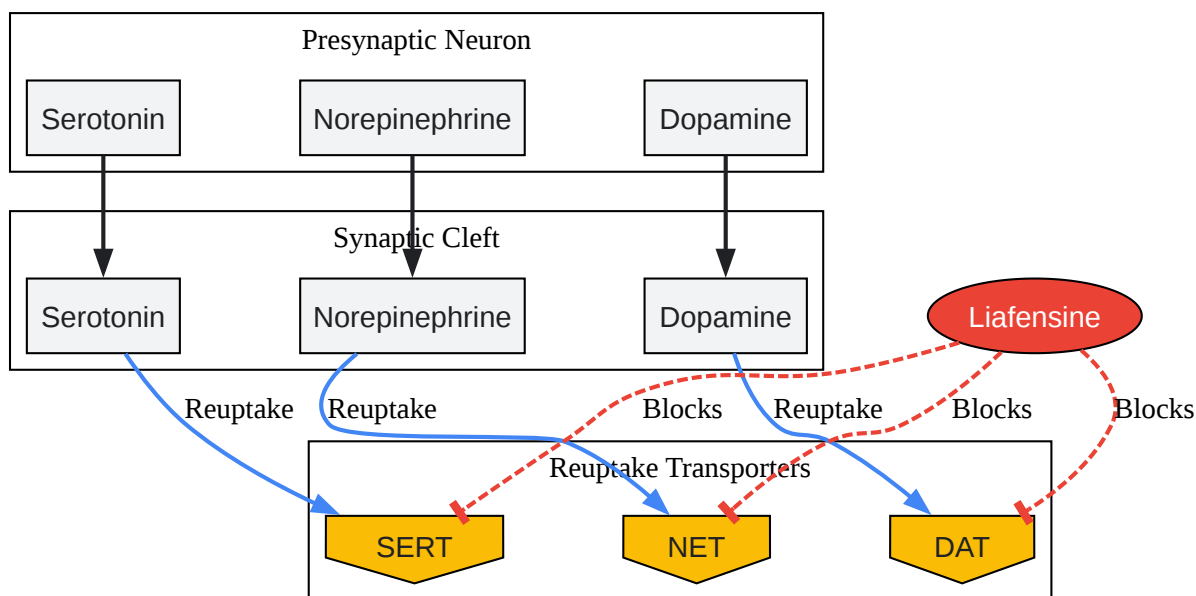 Presynaptic Neuron
Serotonin Norepinephrine Dopamine
Synaptic Cleft
Serotonin Norepinephrine Dopamine Liafensine
Reuptake Reuptake Blocks Reuptake Blocks Blocks
Reuptake Transporters
SERT NET DAT